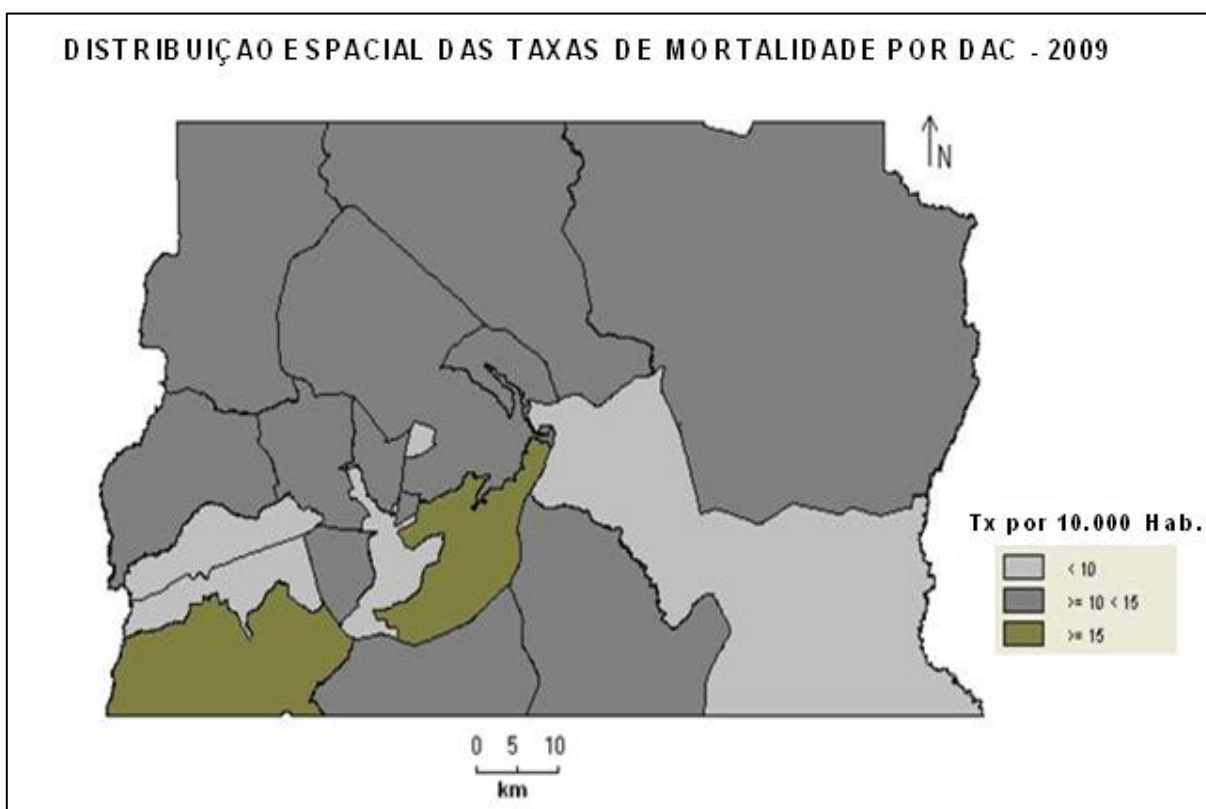 DISTRIBUIÇAO ESPACIAL DAS TAXAS DE MORTALIDADE POR DAC - 2009
N
Tx por 10.000 Hab.
< 10
>= 10 < 15
>= 15
0 5 10
km